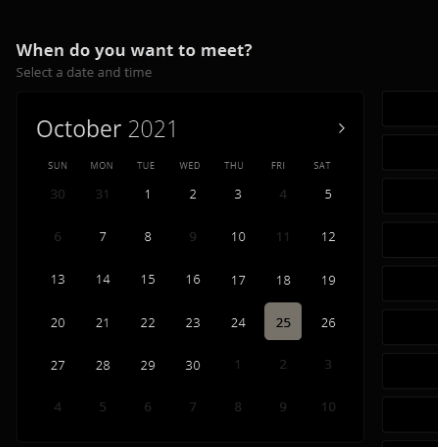 When do you want to meet?
Select a date and time
October 2021
SUN MON TUE WED THU FRI SAT
30 31 1 2 3 4 5
6 7 8 9 10 11 12
13 14 15 16 17 18 19
20 21 22 23 24 25 26
27 28 29 30 1 2 3
4 5 6 7 8 9 10